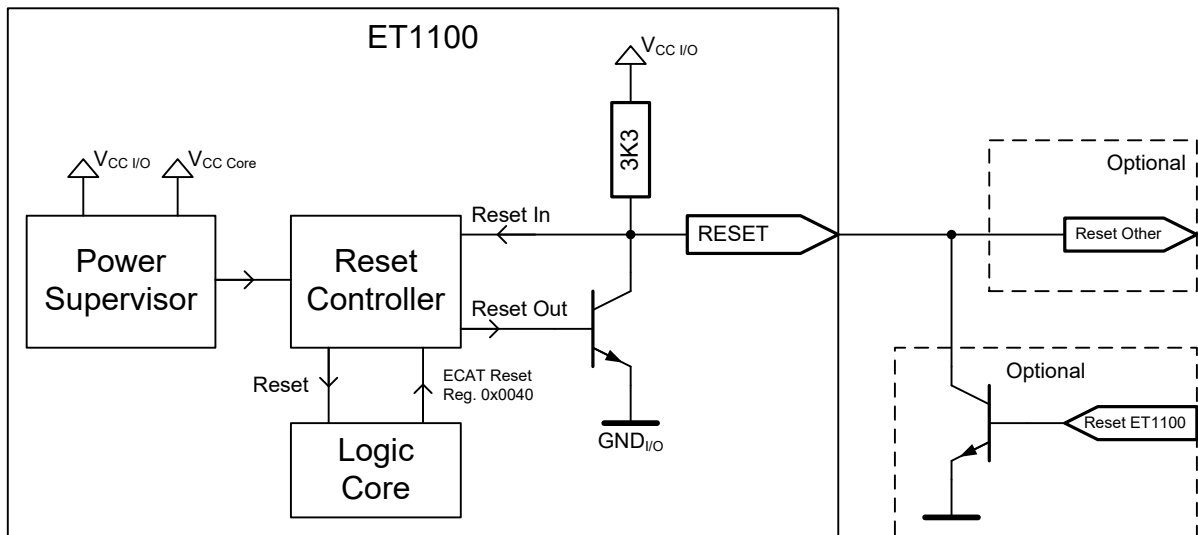 ET1100
VCC I/O
3K3
VCC I/O
VCC Core
Optional
Reset In
RESET
Reset Other
Power
Supervisor
Reset
Controller
Reset Out
Optional
Reset
ECAT Reset
Reg. 0x0040
Reset ET1100
GNDI/O
Logic
Core